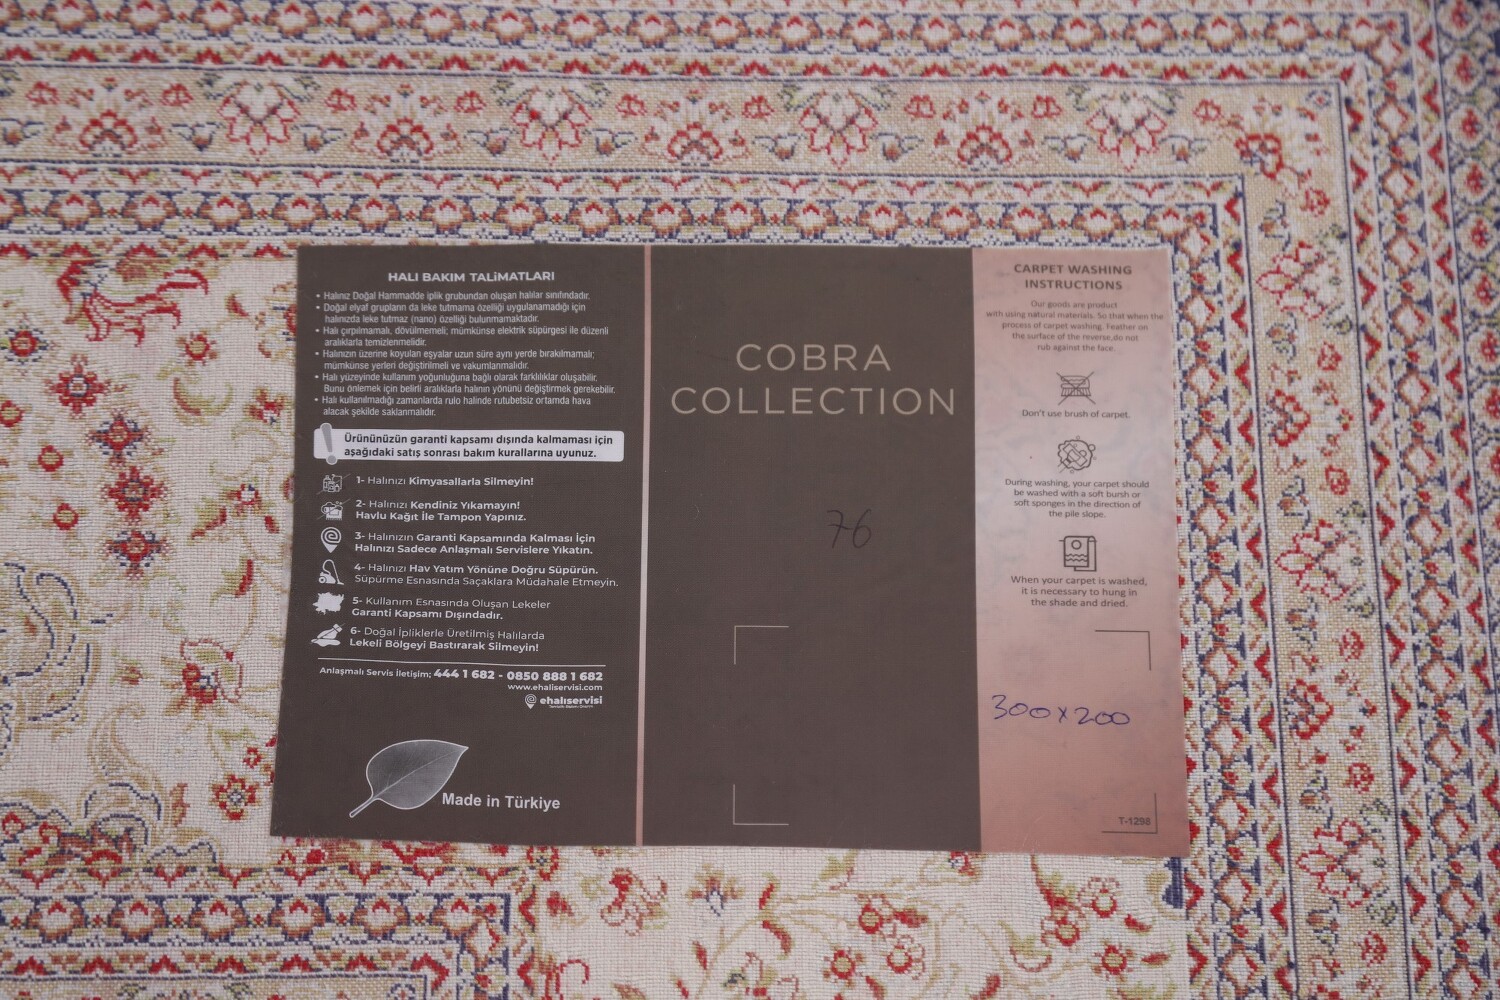 HALI BAKIM TALİMATLARI
• Halınız Doğal Hammadde iplik grubundan oluşan halılar sınıfındadır.
• Doğal elyaf grupların da leke tutmama özelliği uygulanamadığı için
halınızda leke tutmaz (nano) özelliği bulunmamaktadır.
• Halı çırpılmamalı, dövülmemeli; mümkünse elektrik süpürgesi ile düzenli
aralıklarla temizlenmelidir.
• Halınızın üzerine koyulan eşyalar uzun süre aynı yerde bırakılmamalı;
mümkünse yerleri değiştirilmeli ve vakumlanmalıdır.
• Halı yüzeyinde kullanım yoğunluğuna bağlı olarak farklılıklar oluşabilir.
Bunu önlemek için belirli aralıklarla halının yönünü değiştirmek gerekebilir.
• Halı kullanılmadığı zamanlarda rulo halinde rutubetsiz ortamda hava
alacak şekilde saklanmalıdır.
Ürününüzün garanti kapsamı dışında kalmaması için
aşağıdaki satış sonrası bakım kurallarına uyunuz.
1- Halınızı Kimyasallarla Silmeyin!
2- Halınızı Kendiniz Yıkamayın!
Havlu Kağıt İle Tampon Yapınız.
3- Halınızın Garanti Kapsamında Kalması İçin
Halınızı Sadece Anlaşmalı Servislere Yıkatın.
4- Halınızı Hav Yatım Yönüne Doğru Süpürün.
Süpürme Esnasında Saçaklara Müdahale Etmeyin.
5- Kullanım Esnasında Oluşan Lekeler
Garanti Kapsamı Dışındadır.
6- Doğal İpliklerle Üretilmiş Halılarda
Lekeli Bölgeyi Bastırarak Silmeyin!
Anlaşmalı Servis İletişim; 444 1 682 - 0850 888 1 682
www.ehaliservisi.com
ehalıservisi
Made in Türkiye
COBRA
COLLECTION
76
CARPET WASHING
INSTRUCTIONS
Our goods are product
with using natural materials. So that when the
process of carpet washing. Feather on
the surface of the reverse,do not
rub against the face.
Don't use brush of carpet.
During washing, your carpet should
be washed with a soft bursh or
soft sponges in the direction of
the pile slope.
When your carpet is washed,
it is necessary to hung in
the shade and dried.
300x200
T-1298